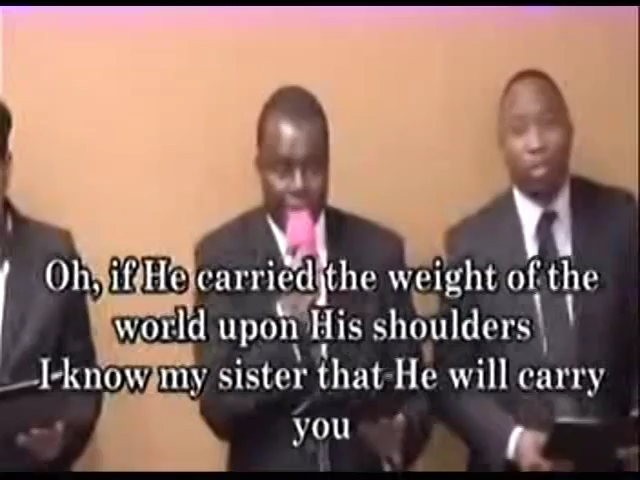 Oh, if He carried the weight of the
world upon His shoulders
I know my sister that He will carry
you